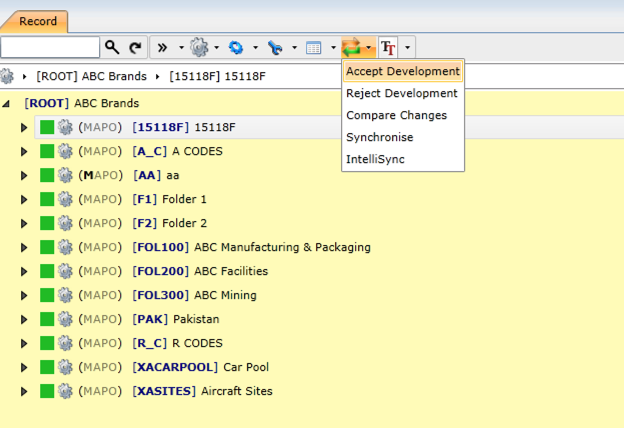 Record
»
TT
[ROOT] ABC Brands [15118F] 15118F
Accept Development
Reject Development
Compare Changes
Synchronise
IntelliSync
[ROOT] ABC Brands
(MAPO) [15118F] 15118F
(MAPO) [A_C] A CODES
(MAPO) [AA] aa
(MAPO) [F1] Folder 1
(MAPO) [F2] Folder 2
(MAPO) [FOL100] ABC Manufacturing & Packaging
(MAPO) [FOL200] ABC Facilities
(MAPO) [FOL300] ABC Mining
(MAPO) [PAK] Pakistan
(MAPO) [R_C] R CODES
(MAPO) [XACARPOOL] Car Pool
(MAPO) [XASITES] Aircraft Sites